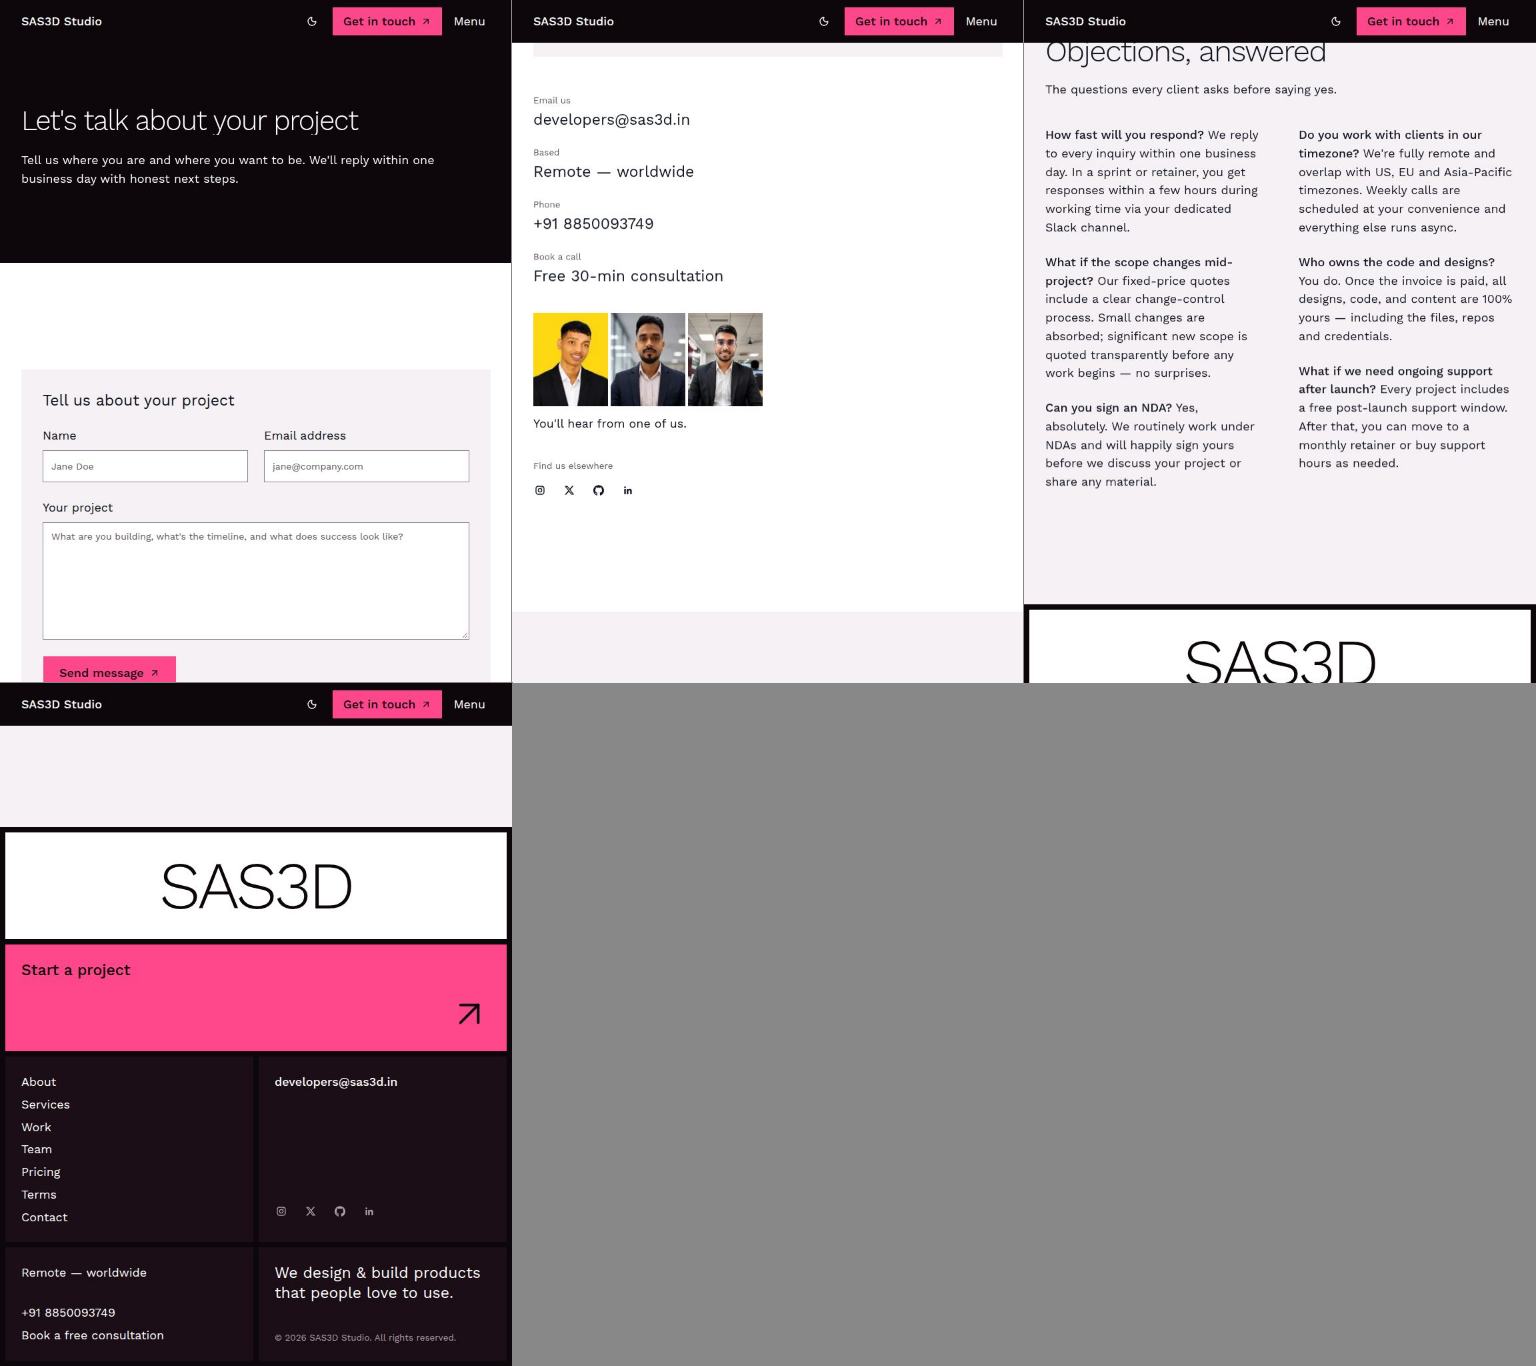 SAS3D Studio
Get in touch
Menu
Let's talk about your project
Tell us where you are and where you want to be. We'll reply within one
business day with honest next steps.
Tell us about your project
Name
Email address
Jane Doe
jane@company.com
Your project
What are you building, what's the timeline, and what does success look like?
Send message
SAS3D Studio
Get in touch
Menu
Email us
developers@sas3d.in
Based
Remote — worldwide
Phone
+91 8850093749
Book a call
Free 30-min consultation
You'll hear from one of us.
Find us elsewhere
SAS3D Studio
Get in touch
Menu
Objections, answered
The questions every client asks before saying yes.
How fast will you respond? We reply
to every inquiry within one business
day. In a sprint or retainer, you get
responses within a few hours during
working time via your dedicated
Slack channel.
What if the scope changes mid-
project? Our fixed-price quotes
include a clear change-control
process. Small changes are
absorbed; significant new scope is
quoted transparently before any
work begins — no surprises.
Can you sign an NDA? Yes,
absolutely. We routinely work under
NDAs and will happily sign yours
before we discuss your project or
share any material.
Do you work with clients in our
timezone? We're fully remote and
overlap with US, EU and Asia-Pacific
timezones. Weekly calls are
scheduled at your convenience and
everything else runs async.
Who owns the code and designs?
You do. Once the invoice is paid, all
designs, code, and content are 100%
yours — including the files, repos
and credentials.
What if we need ongoing support
after launch? Every project includes
a free post-launch support window.
After that, you can move to a
monthly retainer or buy support
hours as needed.
SAS3D
SAS3D Studio
Get in touch
Menu
SAS3D
Start a project
About
Services
Work
Team
Pricing
Terms
Contact
developers@sas3d.in
Remote — worldwide
+91 8850093749
Book a free consultation
We design & build products
that people love to use.
© 2026 SAS3D Studio. All rights reserved.